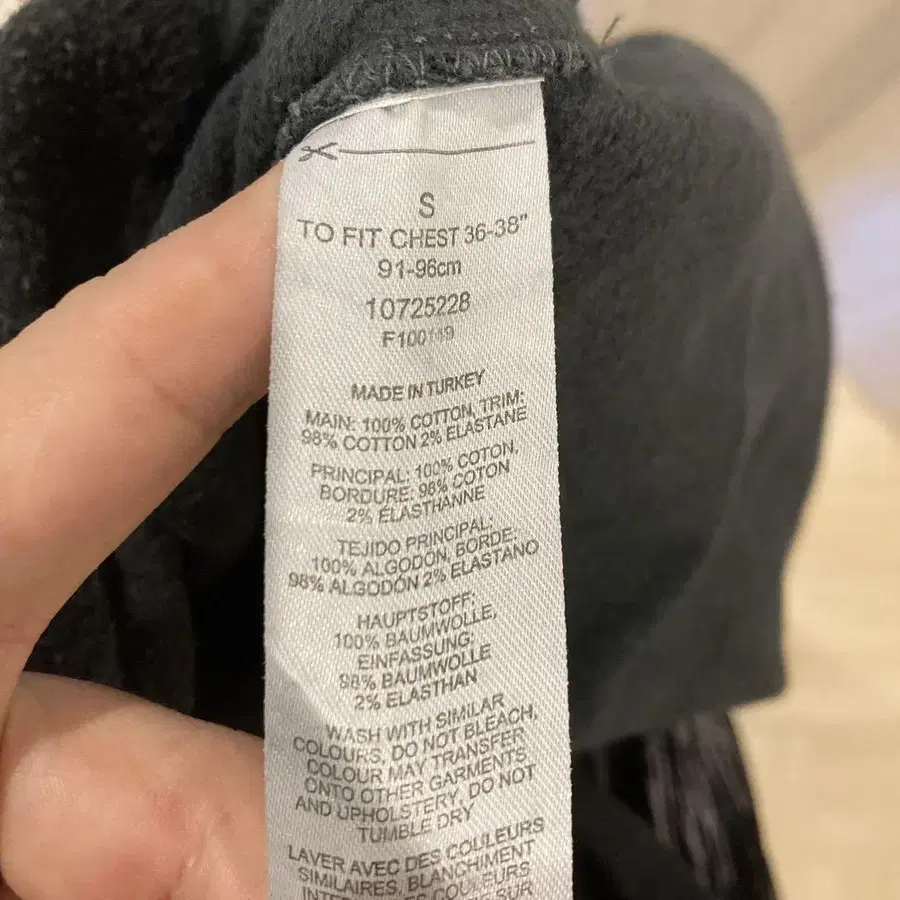 S
TO FIT CHEST 36-38"
91-96cm
10725228
MADE IN TURKEY
MAIN: 100% COTTON, TRIM:
98% COTTON 2% ELASTANE
PRINCIPAL: 100% COTON,
BORDURE: 98% COTON
2% ÉLASTHANNE
TEJIDO PRINCIPAL:
100% ALGODÓN, BORDE:
98% ALGODÓN 2% ELASTANO
HAUPTSTOFF:
100% BAUMWOLLE,
EINFASSUNG:
98% BAUMWOLLE
2% ELASTHAN
WASH WITH SIMILAR
COLOURS, DO NOT BLEACH,
COLOUR MAY TRANSFER
ONTO OTHER GARMENTS
AND UPHOLSTERY, DO NOT
TUMBLE DRY
LAVER AVEC DES COULEURS
SIMILAIRES, BLANCHIMENT
COULEURS
SUR